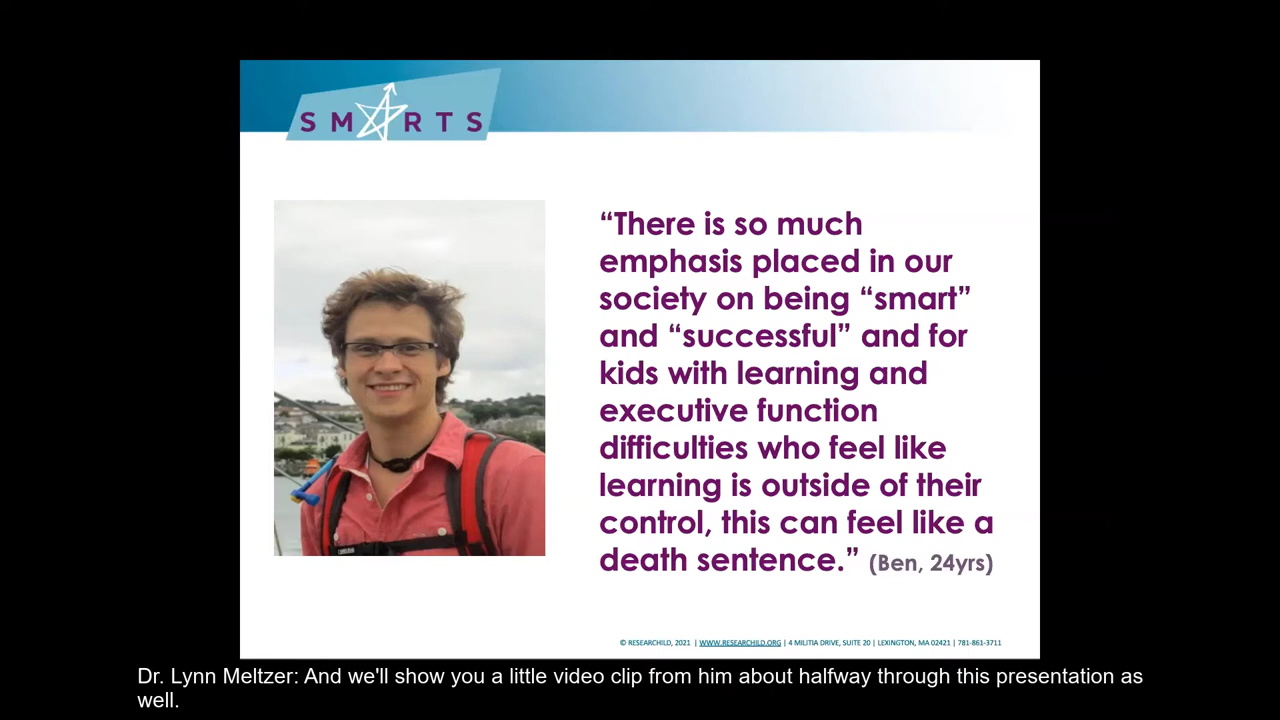 SMARTS
“There is so much
emphasis placed in our
society on being “smart”
and “successful” and for
kids with learning and
executive function
difficulties who feel like
learning is outside of their
control, this can feel like a
death sentence.” (Ben, 24yrs)
© RESEARCHILD, 2021 | WWW.RESEARCHILD.ORG | 4 MILITIA DRIVE, SUITE 20 | LEXINGTON, MA 02421 | 781-861-3711
Dr. Lynn Meltzer: And we'll show you a little video clip from him about halfway through this presentation as
well.